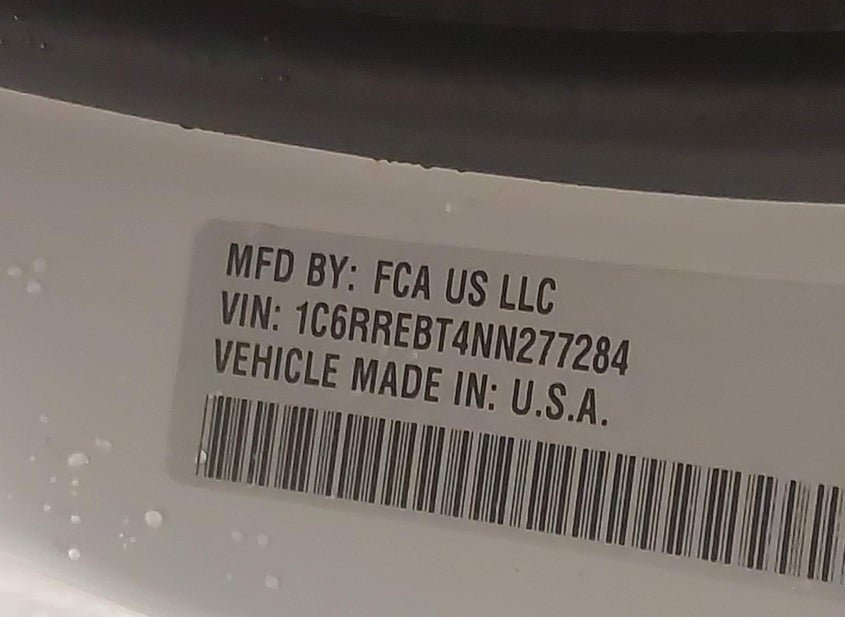 MFD BY: FCA US LLC
VIN: 1C6RREBT4NN277284
VEHICLE MADE IN: U.S.A.